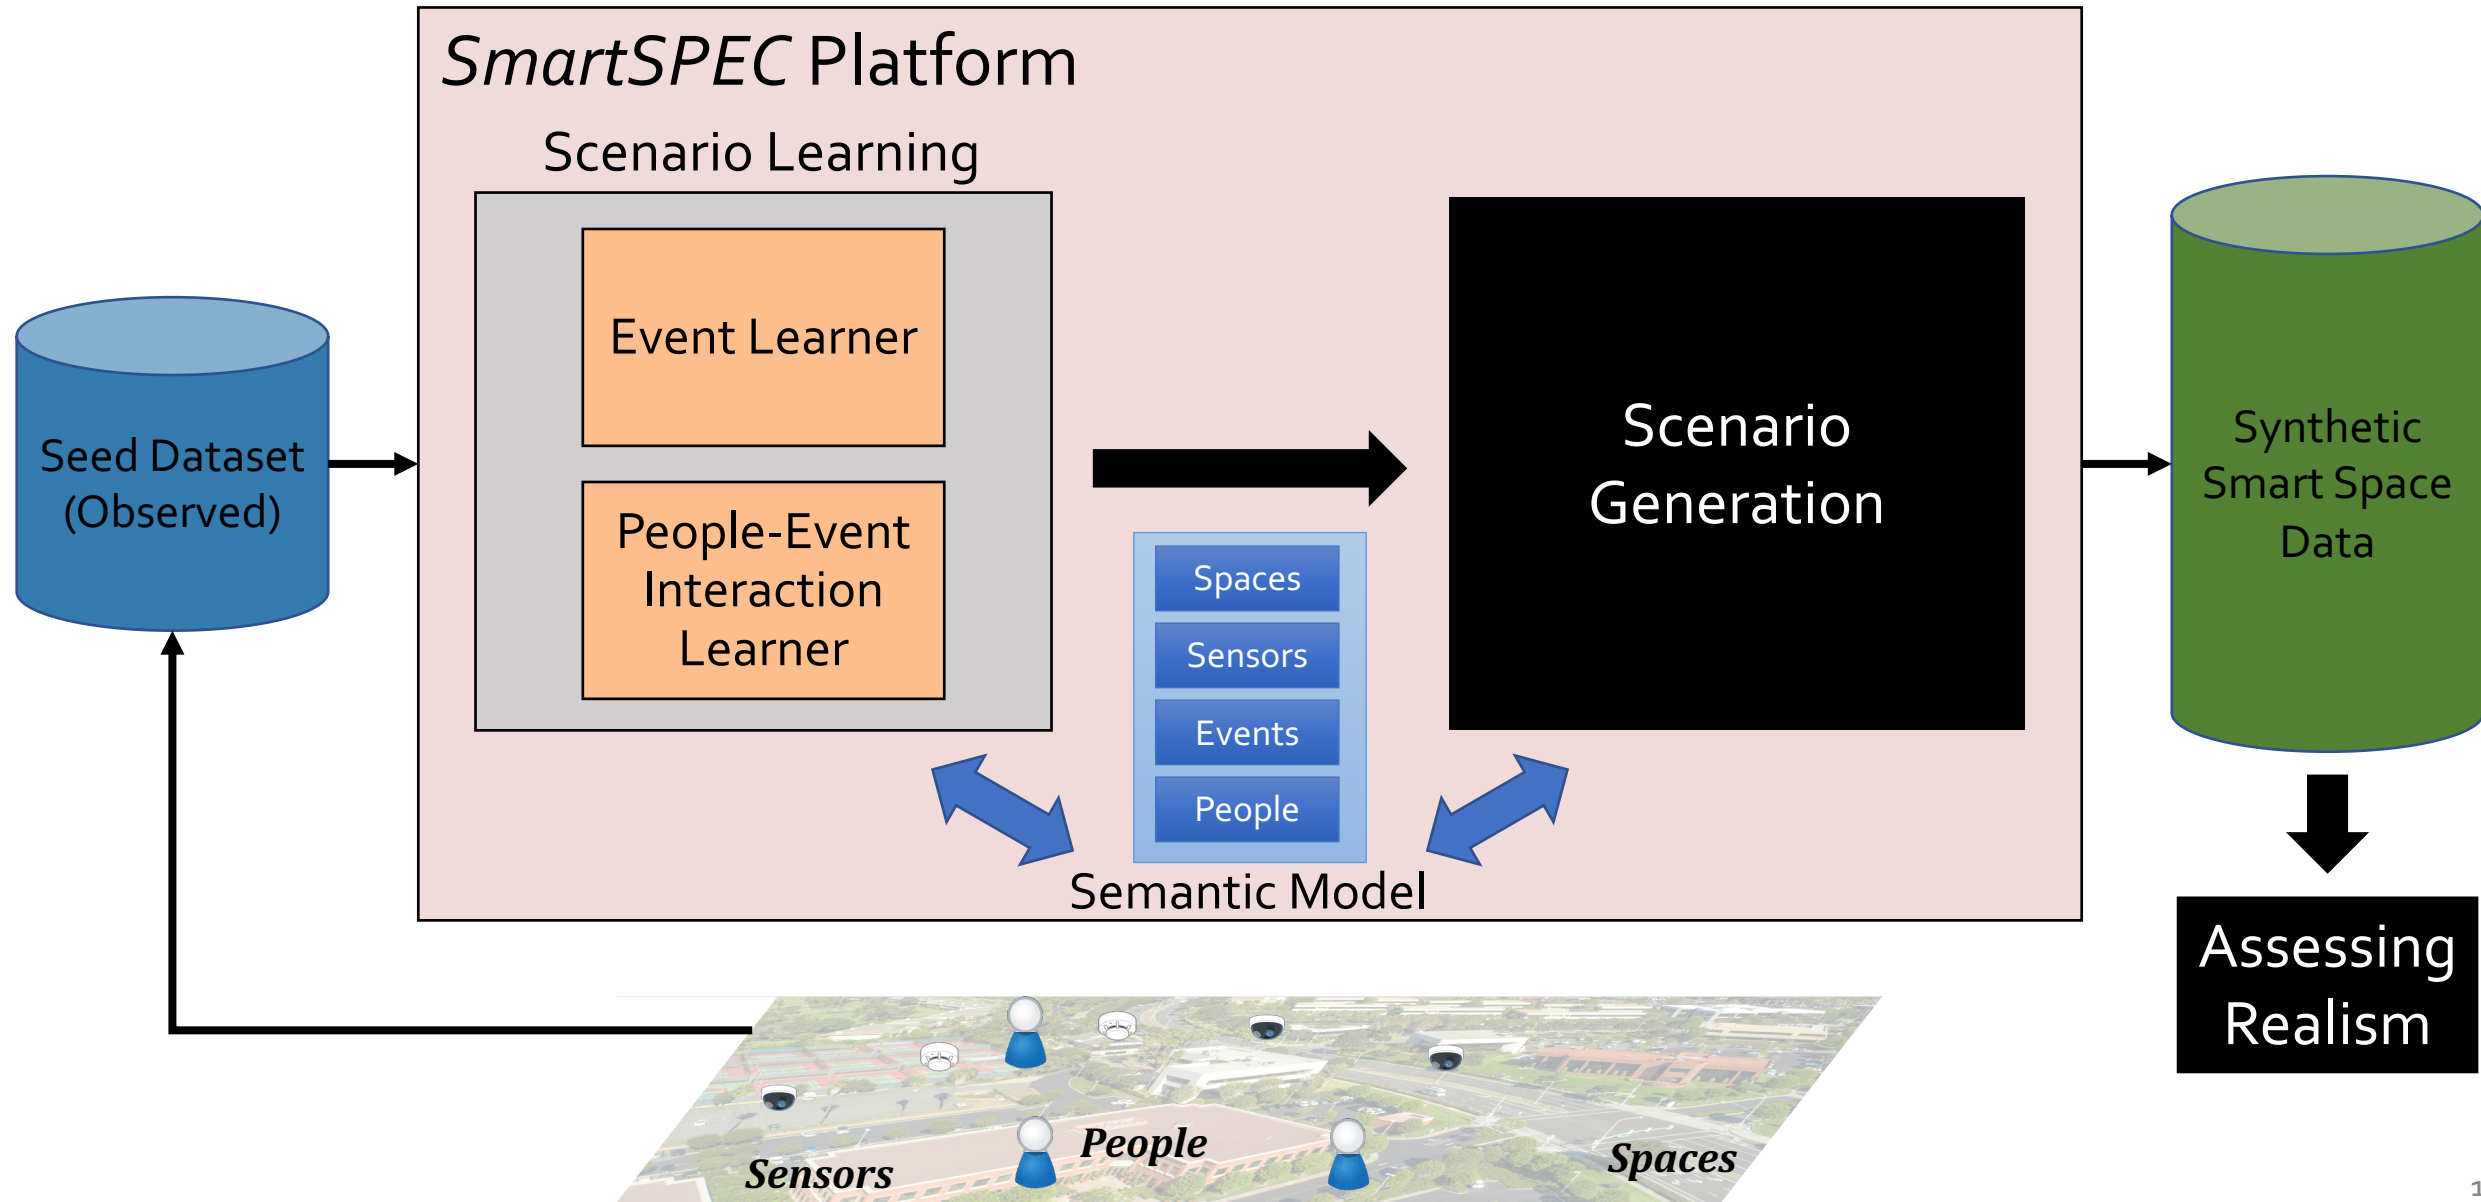 SmartSPEC Platform
Scenario Learning
Event Learner
People-Event
Interaction
Learner
Seed Dataset
(Observed)
Scenario
Generation
Spaces
Sensors
Events
People
Semantic Model
Synthetic
Smart Space
Data
Assessing
Realism
People
Sensors
Spaces